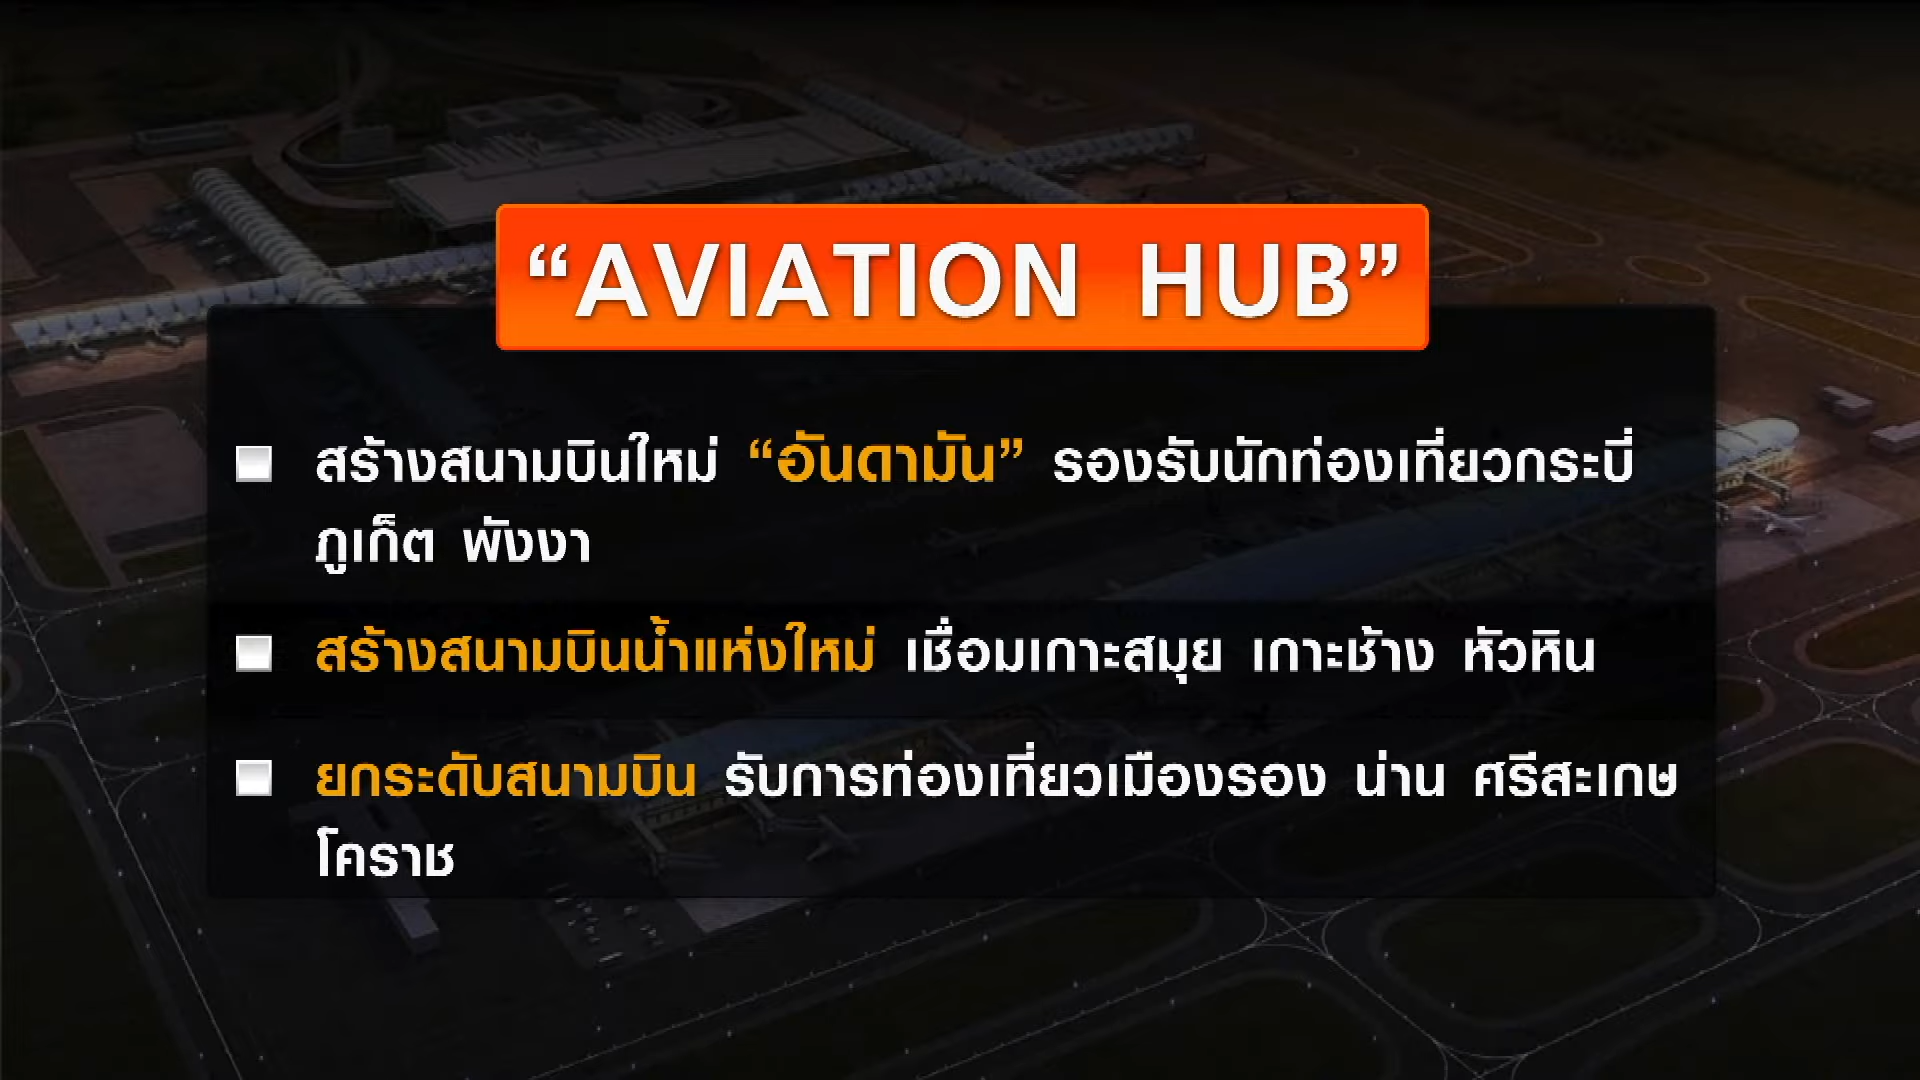 “AVIATION HUB”
สร้างสนามบินใหม่ “อันดามัน” รองรับนักท่องเที่ยวกระบี่
ภูเก็ต พังงา
สร้างสนามบินน้ำแห่งใหม่ เชื่อมเกาะสมุย เกาะช้าง หัวหิน
ยกระดับสนามบิน รับการท่องเที่ยวเมืองรอง น่าน ศรีสะเกษ
โคราช